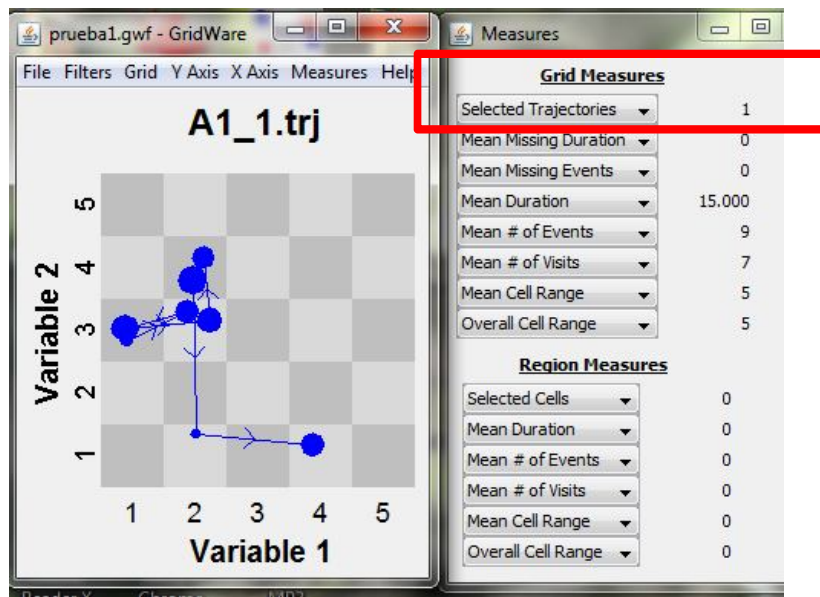 prueba1.gwf - GridWare
File Filters Grid Y Axis X Axis Measures Help
A1_1.trj
Variable 2
5
4
3
2
1
1 2 3 4 5
Variable 1
Measures
Grid Measures
Selected Trajectories 1
Mean Missing Duration 0
Mean Missing Events 0
Mean Duration 15.000
Mean # of Events 9
Mean # of Visits 7
Mean Cell Range 5
Overall Cell Range 5
Region Measures
Selected Cells 0
Mean Duration 0
Mean # of Events 0
Mean # of Visits 0
Mean Cell Range 0
Overall Cell Range 0